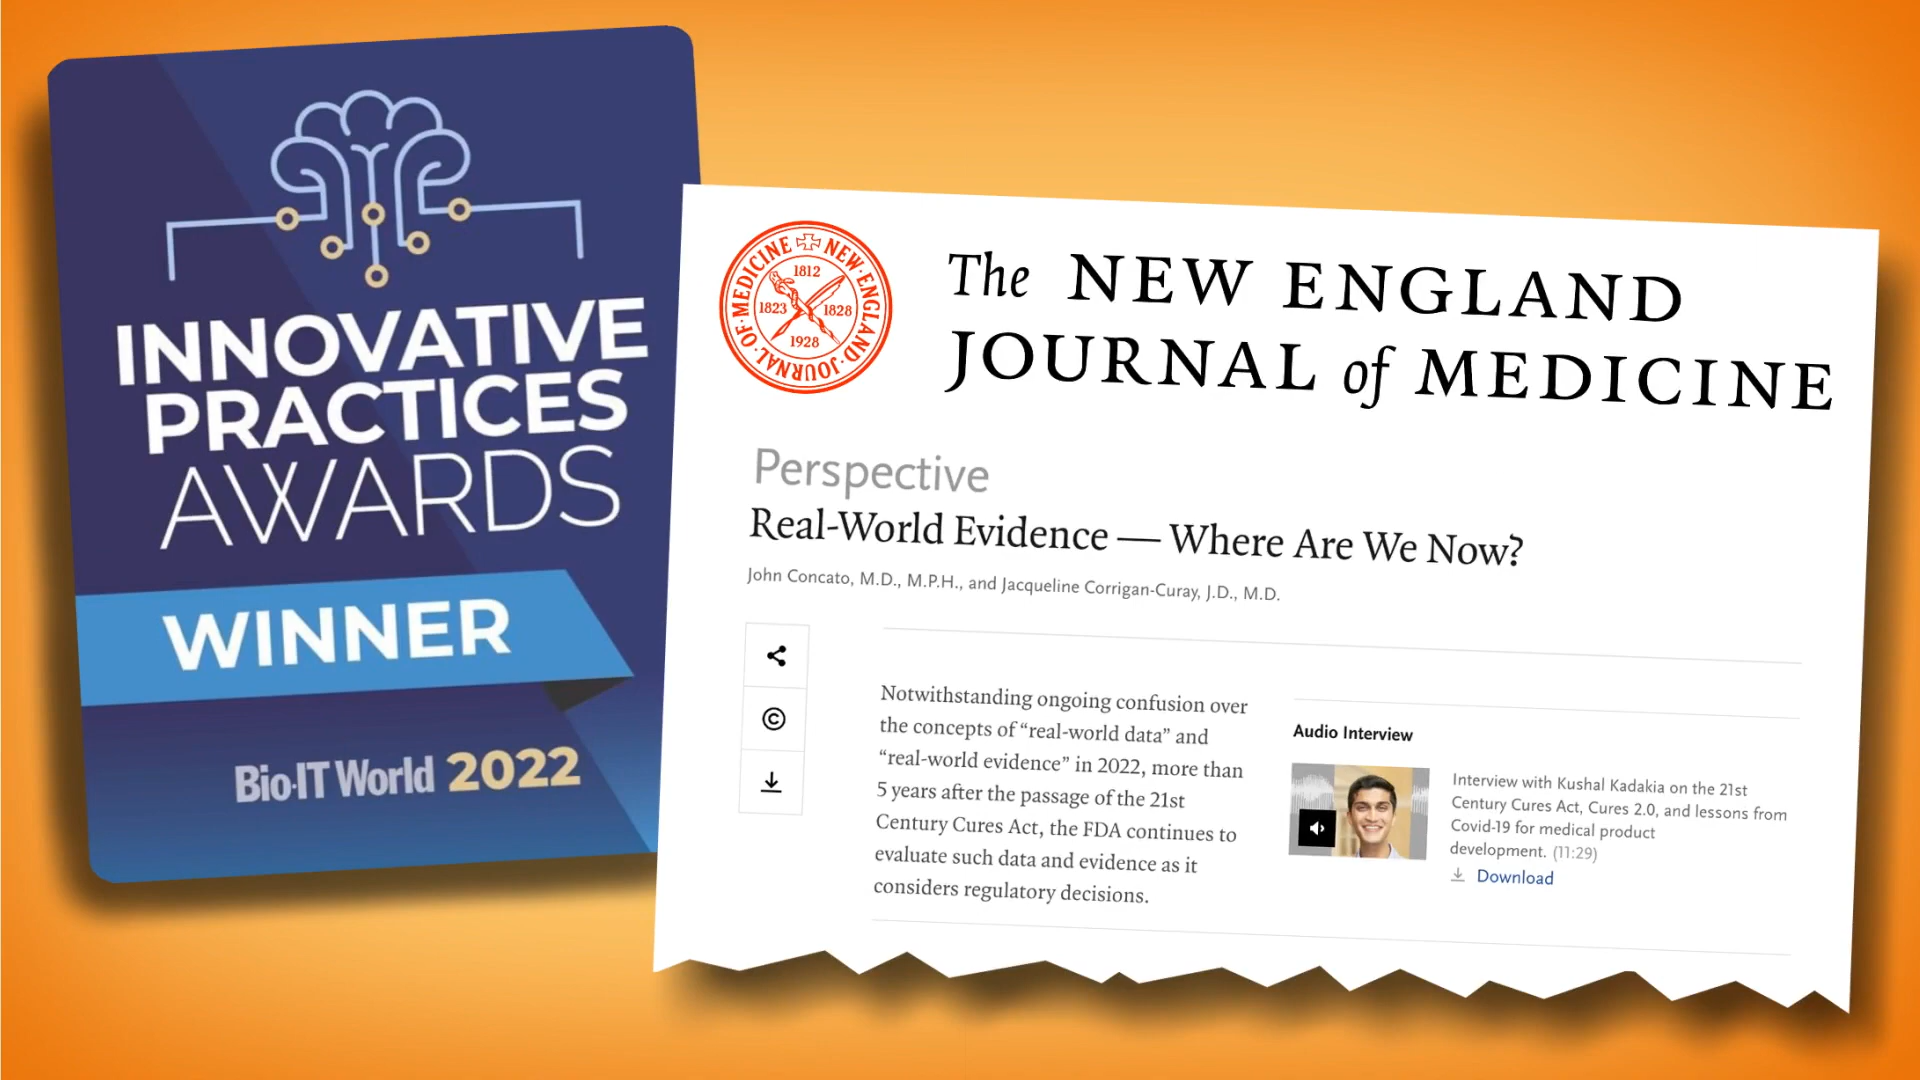 INNOVATIVE
PRACTICES
AWARDS
WINNER
Bio·IT World 2022
NEW·ENGLAND·JOURNAL·OF·MEDICINE
1812
1823
1828
1928
The NEW ENGLAND
JOURNAL of MEDICINE
Perspective
Real-World Evidence — Where Are We Now?
John Concato, M.D., M.P.H., and Jacqueline Corrigan-Curay, J.D., M.D.
Notwithstanding ongoing confusion over
the concepts of “real-world data” and
“real-world evidence” in 2022, more than
5 years after the passage of the 21st
Century Cures Act, the FDA continues to
evaluate such data and evidence as it
considers regulatory decisions.
Audio Interview
Interview with Kushal Kadakia on the 21st
Century Cures Act, Cures 2.0, and lessons from
Covid-19 for medical product
development. (11:29)
Download